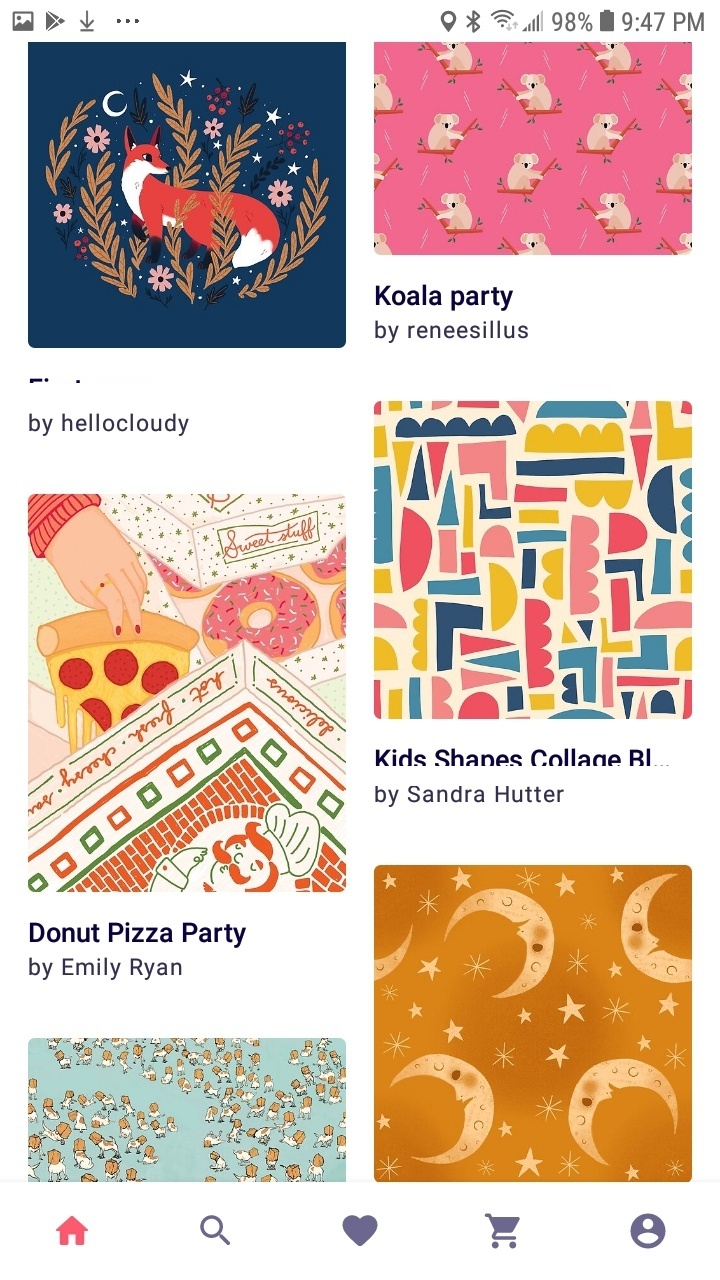 98% 9:47 PM
Koala party
by reneesillus
by hellocloudy
Sweet stuff
hot · fresh · cheesy
delicious
Kids Shapes Collage Bl...
by Sandra Hutter
Donut Pizza Party
by Emily Ryan